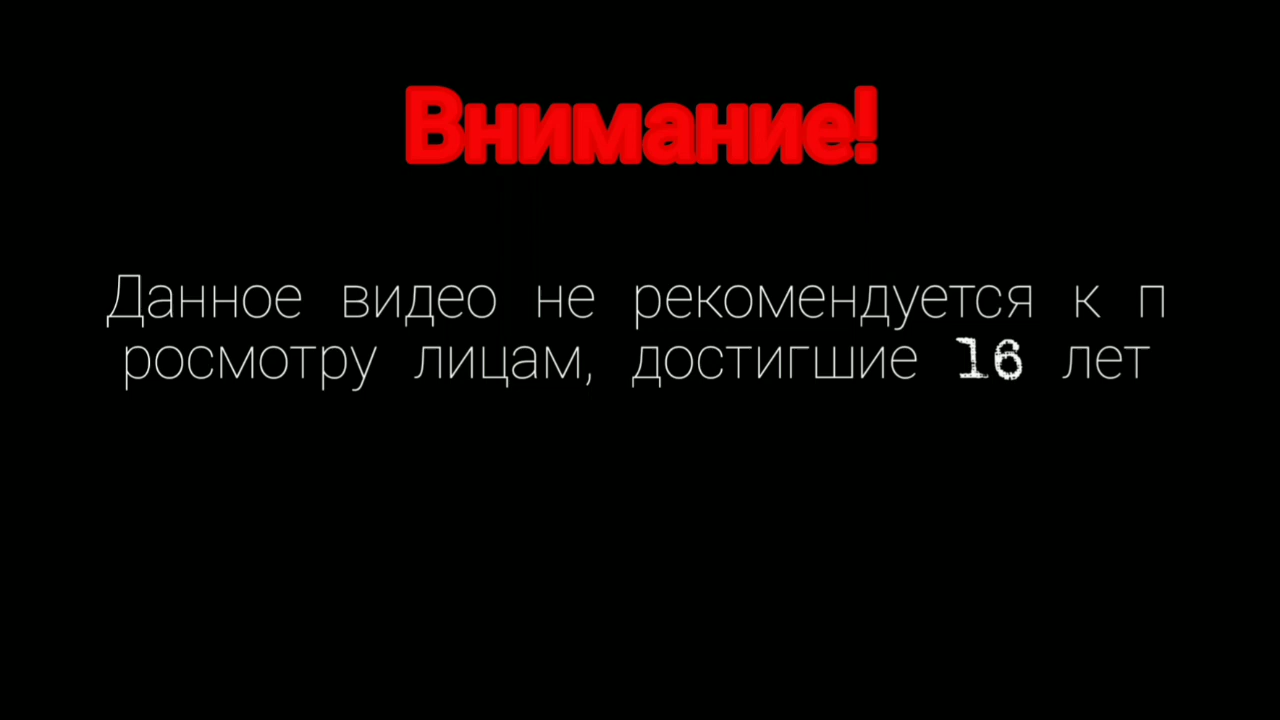 Внимание!
Данное видео не рекомендуется к п
росмотру лицам, достигшие 16 лет